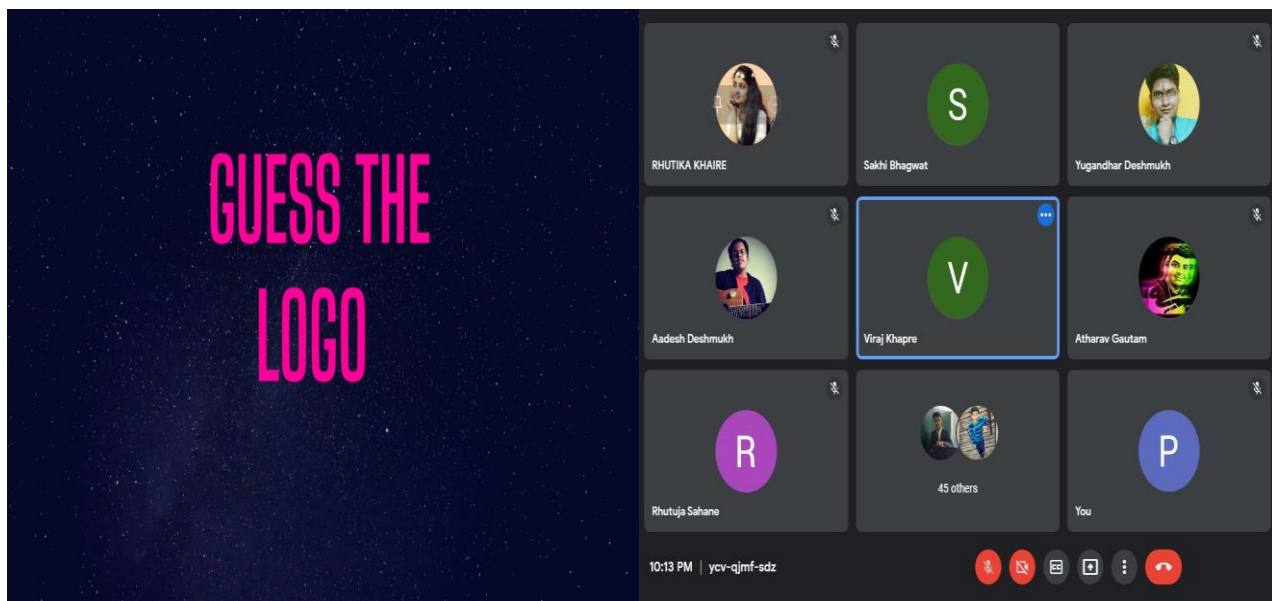 GUESS THE
LOGO
RHUTIKA KHAIRE
S
Sakhi Bhagwat
Yugandhar Deshmukh
Aadesh Deshmukh
V
Viraj Khapre
Atharav Gautam
R
Rhutuja Sahane
45 others
P
You
10:13 PM | ycv-qjmf-sdz
CC